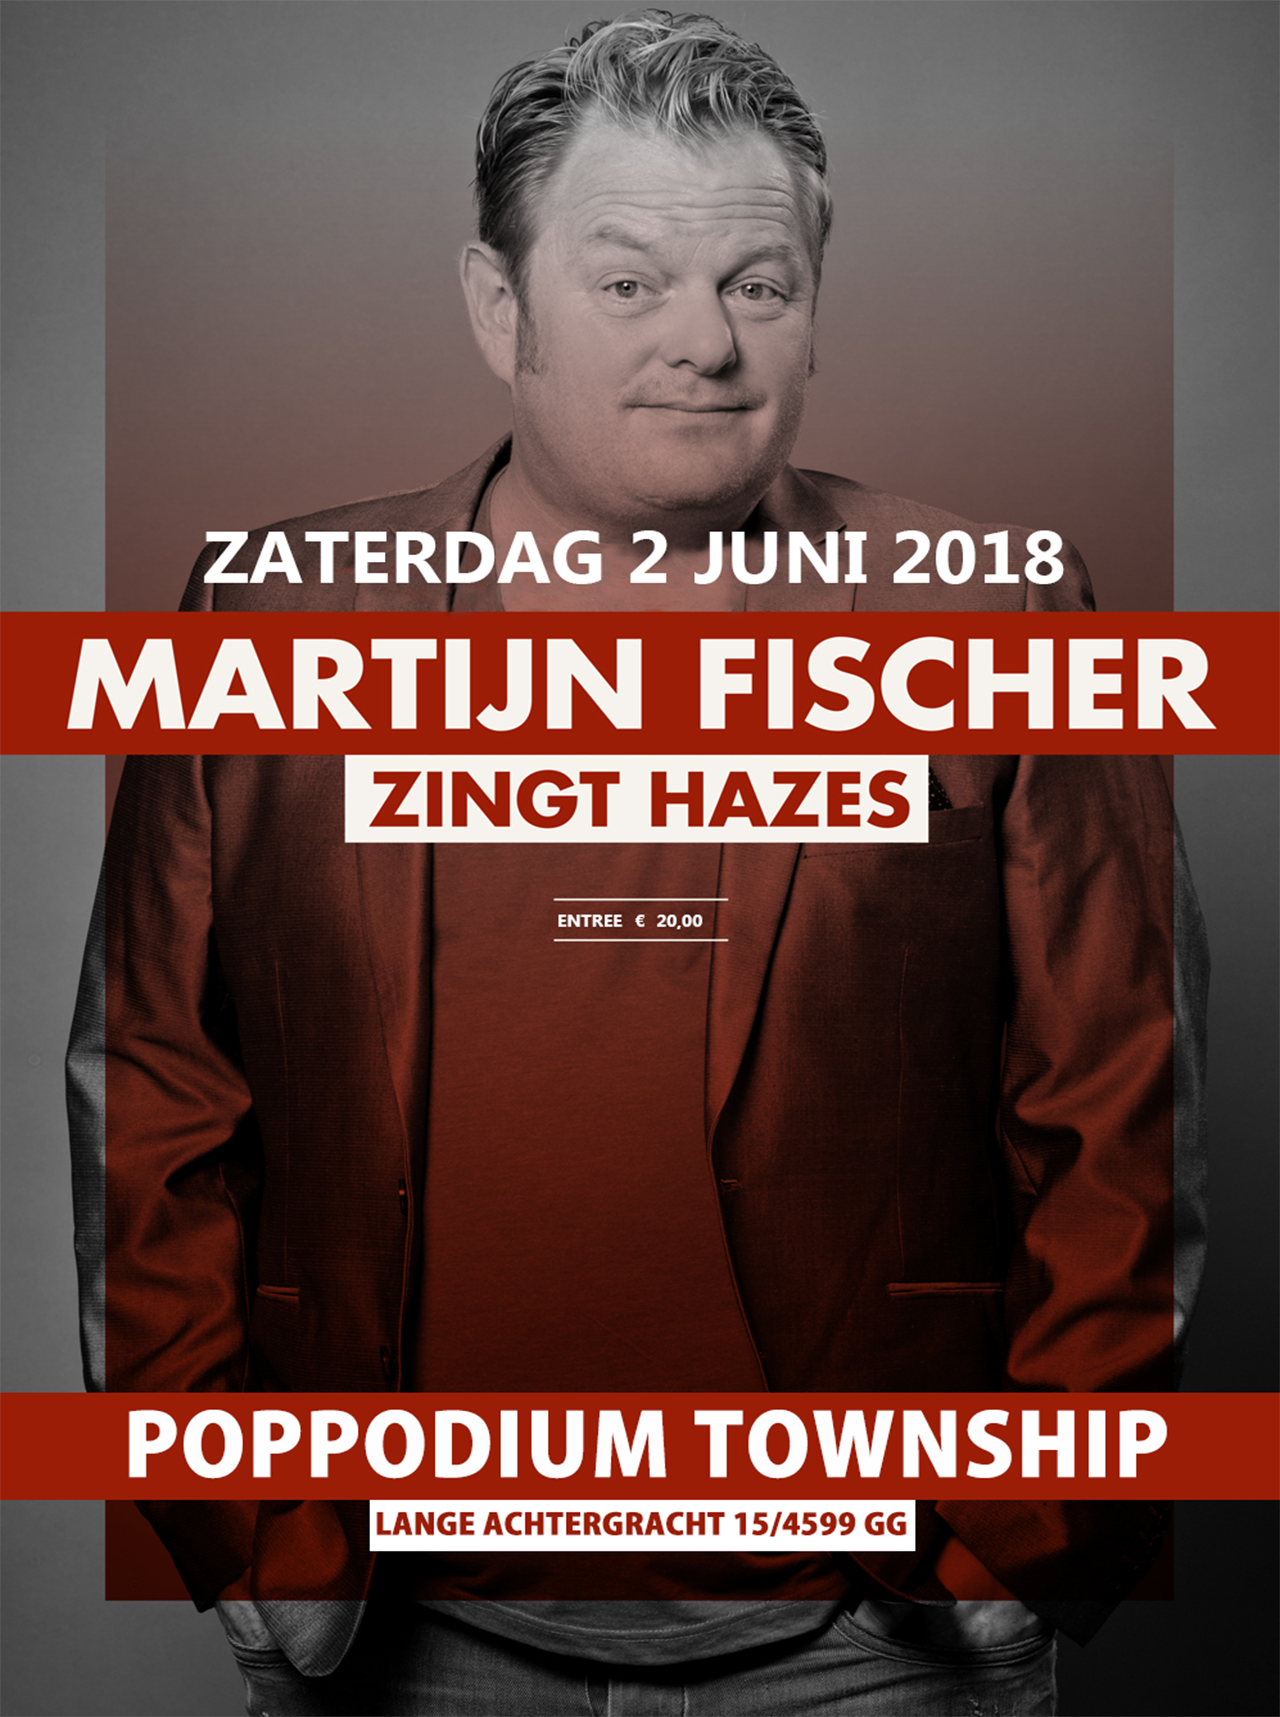 ZATERDAG 2 JUNI 2018
MARTIJN FISCHER
ZINGT HAZES
ENTREE € 20,00
POPPODIUM TOWNSHIP
LANGE ACHTERGRACHT 15/4599 GG